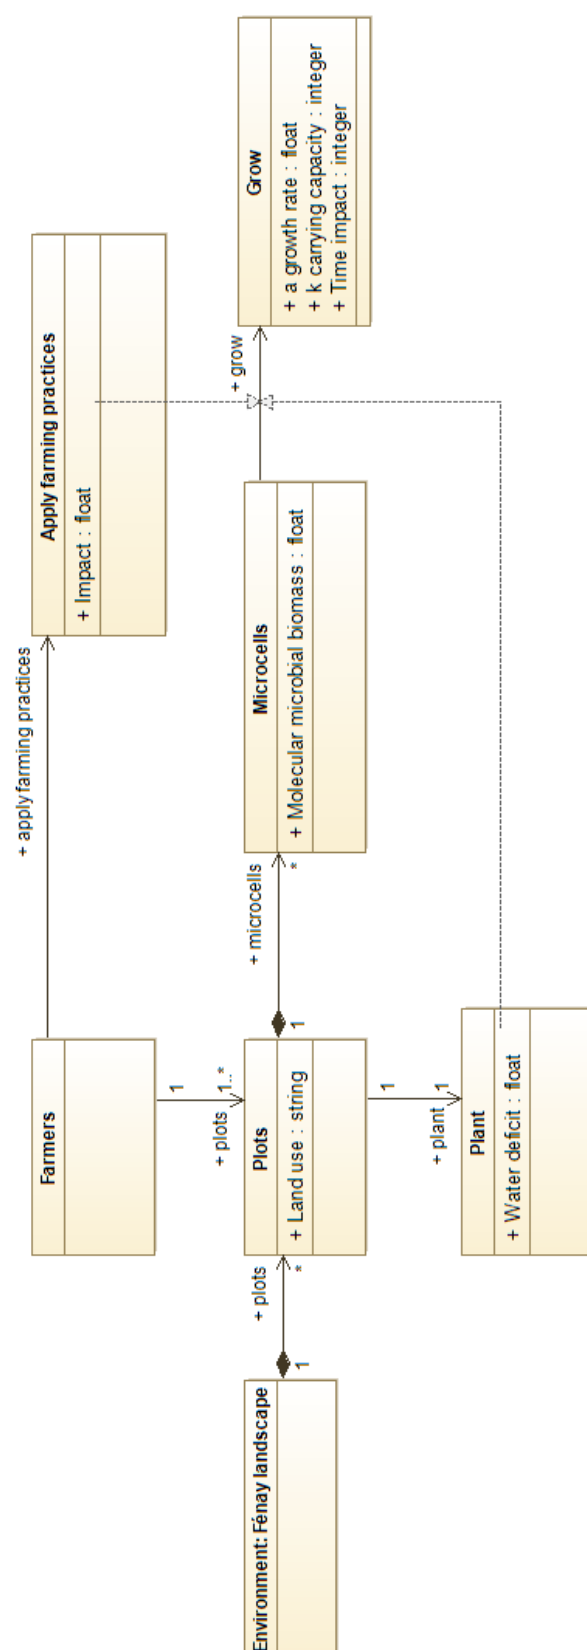 Environment: Fénay landscape
+ plots
1
*
Farmers
1
+ plots
1..*
+ apply farming practices
Apply farming practices
+ Impact : float
Plots
+ Land use : string
1
+ microcells
*
Microcells
+ Molecular microbial biomass : float
+ grow
Grow
+ a growth rate : float
+ k carrying capacity : integer
+ Time impact : integer
1
+ plant
1
Plant
+ Water deficit : float